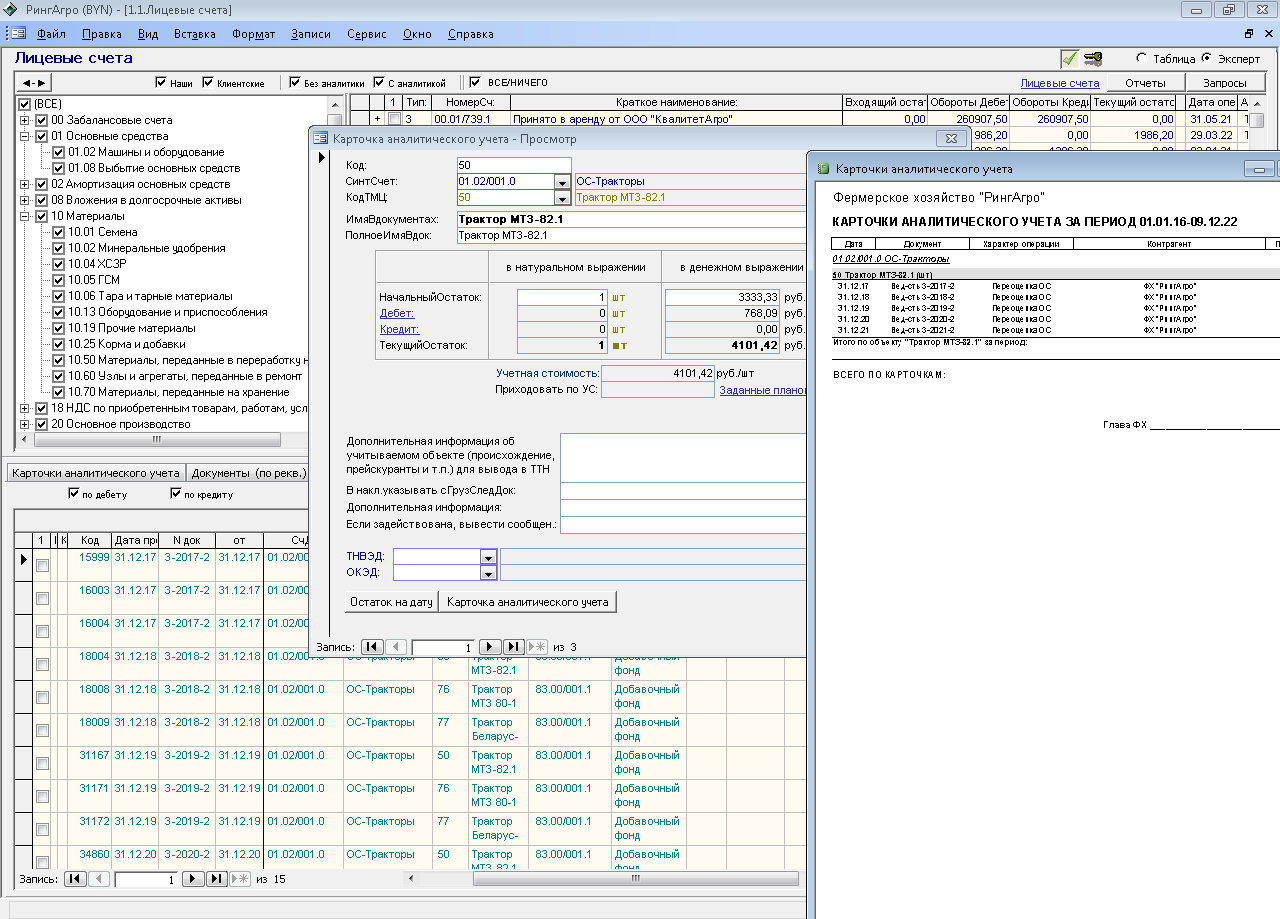 РингАгро (BYN) - [1.1.Лицевые счета]
Файл Правка Вид Вставка Формат Записи Сервис Окно Справка
Лицевые счета
Таблица Эксперт
Наши Клиентские Без аналитики С аналитикой ВСЕ/НИЧЕГО Лицевые счета Отчеты Запросы
(ВСЕ)
00 Забалансовые счета
01 Основные средства
01.02 Машины и оборудование
01.08 Выбытие основных средств
02 Амортизация основных средств
08 Вложения в долгосрочные активы
10 Материалы
10.01 Семена
10.02 Минеральные удобрения
10.04 ХСЗР
10.05 ГСМ
10.06 Тара и тарные материалы
10.13 Оборудование и приспособления
10.19 Прочие материалы
10.25 Корма и добавки
10.50 Материалы, переданные в переработку н
10.60 Узлы и агрегаты, переданные в ремонт
10.70 Материалы, переданные на хранение
18 НДС по приобретенным товарам, работам, усл
20 Основное производство
1 Тип: НомерСч: Краткое наименование: Входящий остат Обороты Дебет Обороты Креди Текущий остатс Дата опе А
+ 3 00.01/739.1 Принято в аренду от ООО "КвалитетАгро" 0,00 260907,50 260907,50 0,00 31.05.21
986,20 0,00 1986,20 29.03.22
Карточка аналитического учета - Просмотр
Код: 50
СинтСчет: 01.02/001.0 ОС-Тракторы
КодТМЦ: 50 Трактор МТЗ-82.1
ИмяВдокументах: Трактор МТЗ-82.1
ПолноеИмяВдок: Трактор МТЗ-82.1
в натуральном выражении в денежном выражении
НачальныйОстаток: 1 шт 3333,33 руб.
Дебет: 0 шт 768,09 руб.
Кредит: 0 шт 0,00 руб.
ТекущийОстаток: 1 шт 4101,42 руб.
Учетная стоимость: 4101,42 руб./шт
Приходовать по УС: Заданные планов
Дополнительная информация об
учитываемом объекте (происхождение,
прейскуранты и т.п.) для вывода в ТТН
В накл.указывать сГрузСледДок:
Дополнительная информация:
Если задействована, вывести сообщен.:
ТНВЭД:
ОКЭД:
Остаток на дату Карточка аналитического учета
Запись: 1 из 3
Карточки аналитического учета
Фермерское хозяйство "РингАгро"
КАРТОЧКИ АНАЛИТИЧЕСКОГО УЧЕТА ЗА ПЕРИОД 01.01.16-09.12.22
Дата Документ Характер операции Контрагент П
01.02/001.0 ОС-Тракторы
50 Трактор МТЗ-82.1 (шт)
31.12.17 Вед-сть 3-2017-2 Переоценка ОС ФХ "РингАгро"
31.12.18 Вед-сть 3-2018-2 Переоценка ОС ФХ "РингАгро"
31.12.19 Вед-сть 3-2019-2 Переоценка ОС ФХ "РингАгро"
31.12.20 Вед-сть 3-2020-2 Переоценка ОС ФХ "РингАгро"
31.12.21 Вед-сть 3-2021-2 Переоценка ОС ФХ "РингАгро"
Итого по объекту "Трактор МТЗ-82.1" за период:
ВСЕГО ПО КАРТОЧКАМ:
Глава ФХ
Карточки аналитического учета Документы (по рекв.)
по дебету по кредиту
1 К Код Дата при N док от СчД
15999 31.12.17 3-2017-2 31.12.17 01.02/00
16003 31.12.17 3-2017-2 31.12.17 01.02/00
16004 31.12.17 3-2017-2 31.12.17 01.02/00
18004 31.12.18 3-2018-2 31.12.18 01.02/001.0 ОС-Тракторы 50 Трактор МТЗ-82.1 83.00/001.1 Добавочный фонд
18008 31.12.18 3-2018-2 31.12.18 01.02/001.0 ОС-Тракторы 76 Трактор МТЗ 80-1 83.00/001.1 Добавочный фонд
18009 31.12.18 3-2018-2 31.12.18 01.02/001.0 ОС-Тракторы 77 Трактор Беларус- 83.00/001.1 Добавочный фонд
31167 31.12.19 3-2019-2 31.12.19 01.02/001.0 ОС-Тракторы 50 Трактор МТЗ-82.1 83.00/001.1 Добавочный фонд
31171 31.12.19 3-2019-2 31.12.19 01.02/001.0 ОС-Тракторы 76 Трактор МТЗ 80-1 83.00/001.1 Добавочный фонд
31172 31.12.19 3-2019-2 31.12.19 01.02/001.0 ОС-Тракторы 77 Трактор Беларус- 83.00/001.1 Добавочный фонд
34860 31.12.20 3-2020-2 31.12.20 01.02/001.0 ОС-Тракторы 50 Трактор МТЗ-82.1 83.00/001.1 Добавочный фонд
Запись: 1 из 15